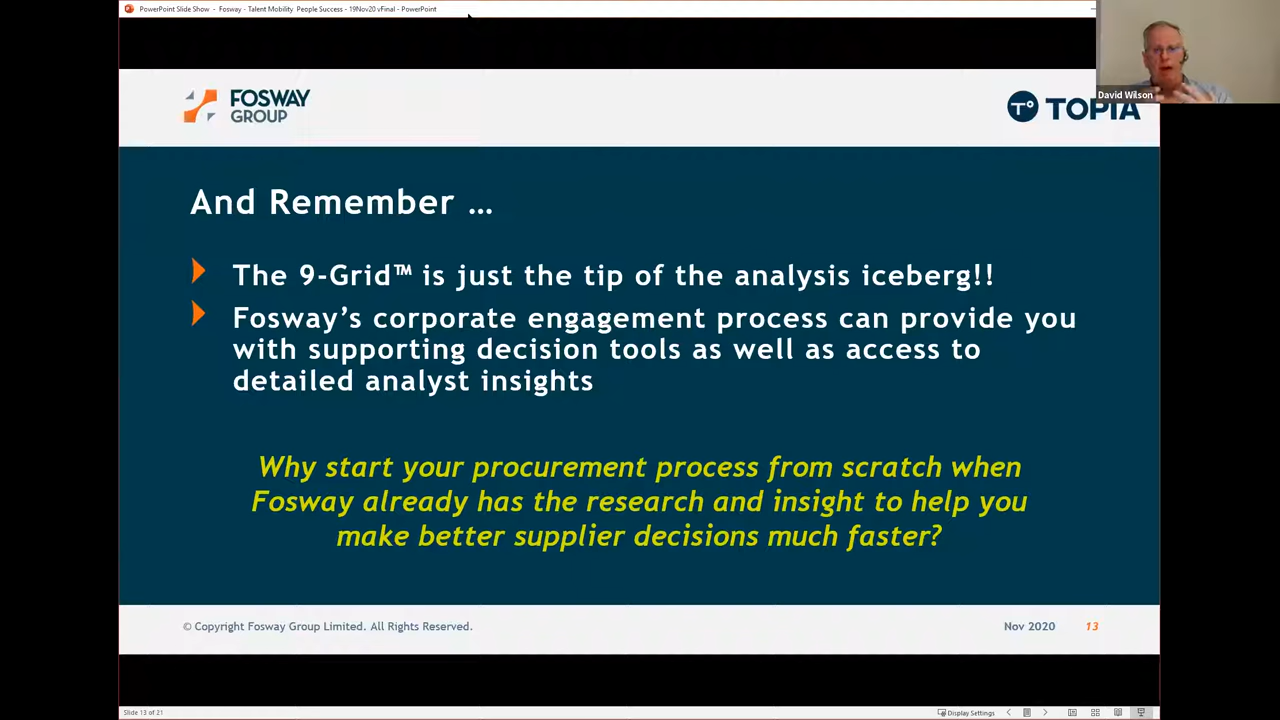 PowerPoint Slide Show - Fosway - Talent Mobility People Success - 19Nov20 vFinal - PowerPoint
David Wilson
FOSWAY
GROUP
T° TOPIA
And Remember ...
The 9-Grid™ is just the tip of the analysis iceberg!!
Fosway's corporate engagement process can provide you
with supporting decision tools as well as access to
detailed analyst insights
Why start your procurement process from scratch when
Fosway already has the research and insight to help you
make better supplier decisions much faster?
© Copyright Fosway Group Limited. All Rights Reserved.
Nov 2020 13
Slide 13 of 21
Display Settings